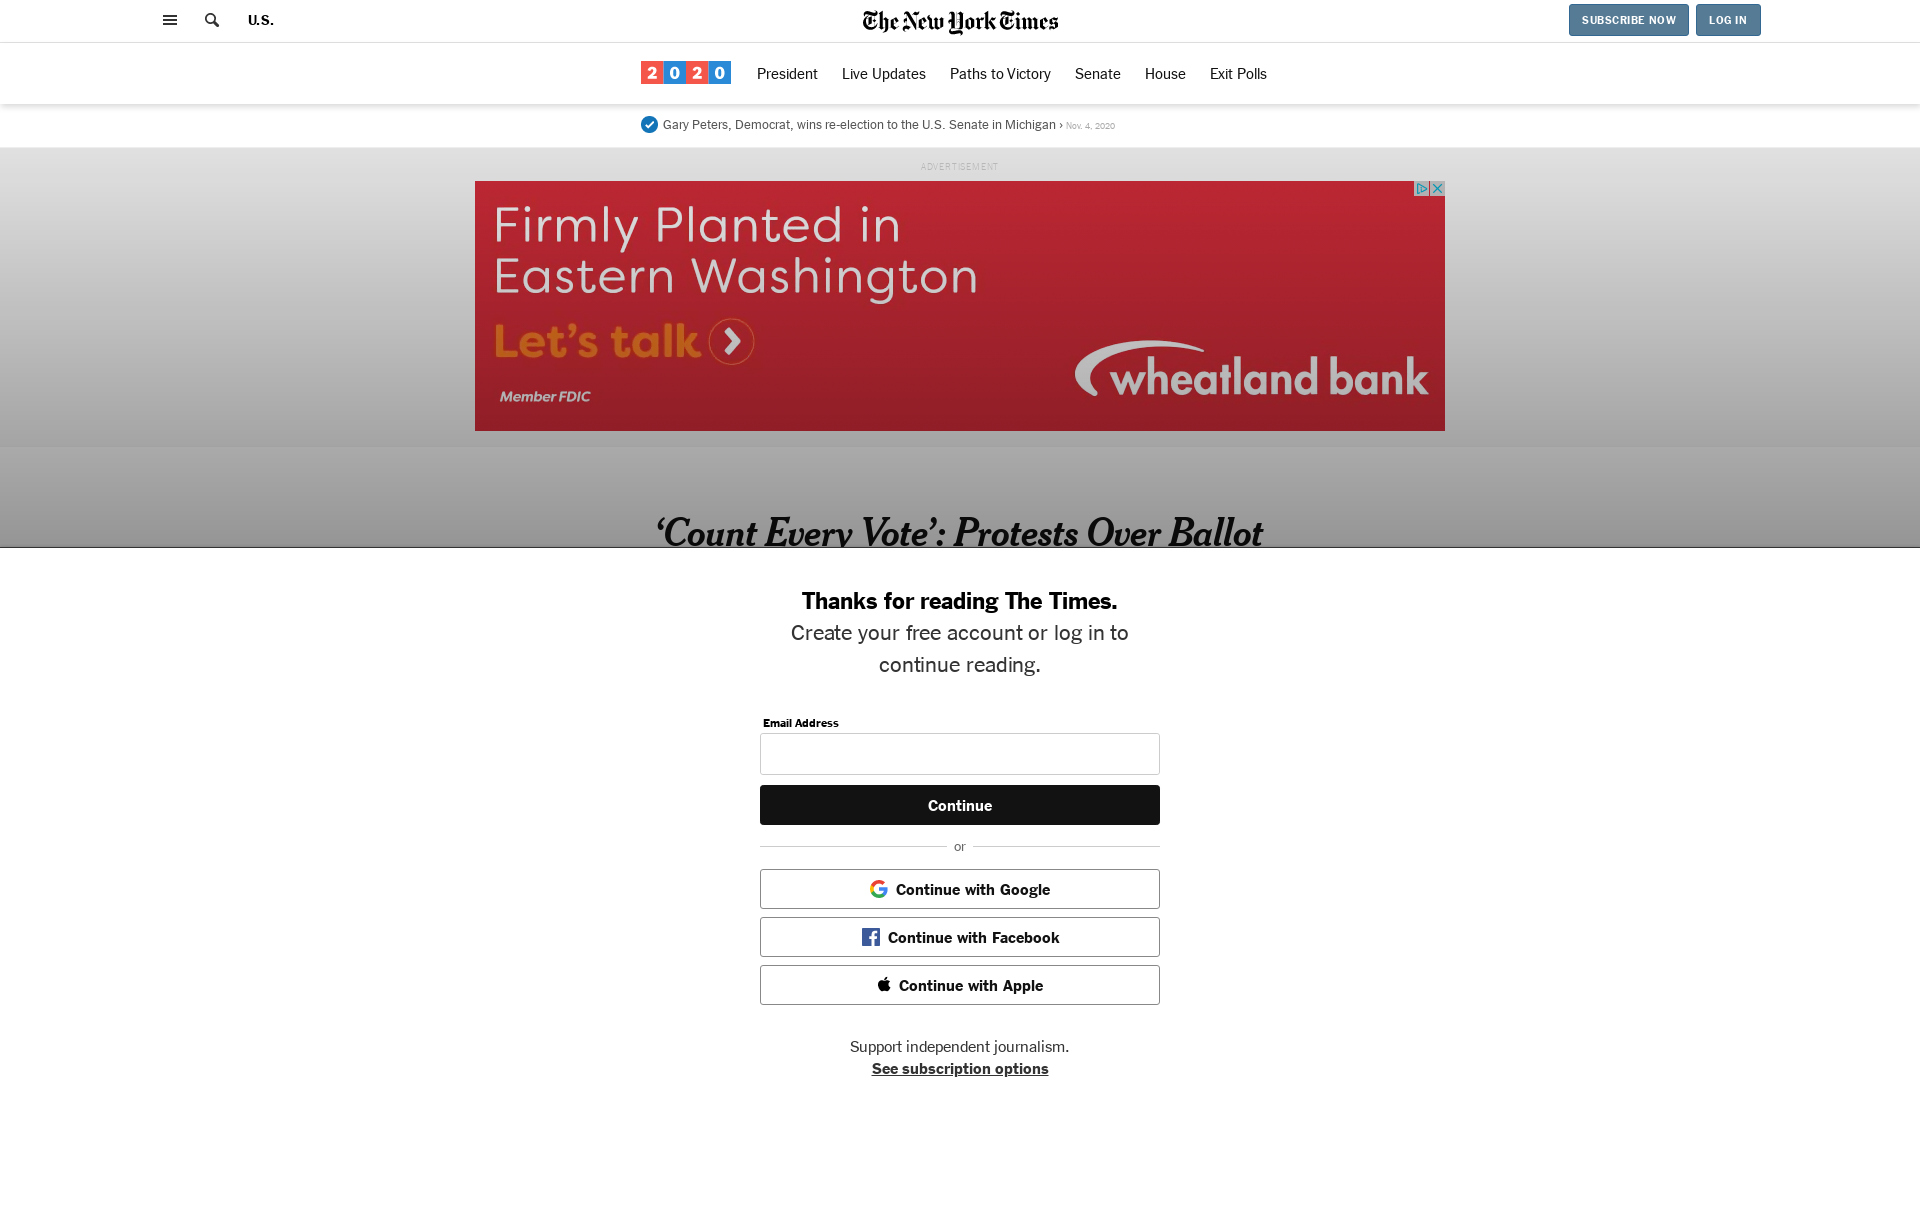 U.S.
The New York Times
SUBSCRIBE NOW
LOG IN
2020
President
Live Updates
Paths to Victory
Senate
House
Exit Polls
Gary Peters, Democrat, wins re-election to the U.S. Senate in Michigan › Nov. 4, 2020
ADVERTISEMENT
Firmly Planted in
Eastern Washington
Let's talk
wheatland bank
Member FDIC
‘Count Every Vote’: Protests Over Ballot
Thanks for reading The Times.
Create your free account or log in to
continue reading.
Email Address
Continue
or
Continue with Google
Continue with Facebook
Continue with Apple
Support independent journalism.
See subscription options